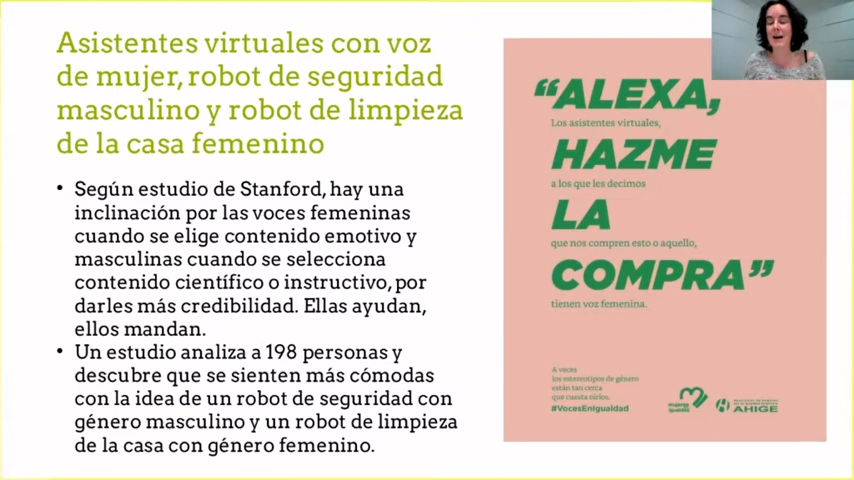 Asistentes virtuales con voz
de mujer, robot de seguridad
masculino y robot de limpieza
de la casa femenino
• Según estudio de Stanford, hay una
inclinación por las voces femeninas
cuando se elige contenido emotivo y
masculinas cuando se selecciona
contenido científico o instructivo, por
darles más credibilidad. Ellas ayudan,
ellos mandan.
• Un estudio analiza a 198 personas y
descubre que se sienten más cómodas
con la idea de un robot de seguridad con
género masculino y un robot de limpieza
de la casa con género femenino.
“ALEXA,
Los asistentes virtuales,
HAZME
a los que les decimos
LA
que nos compren esto o aquello,
COMPRA”
tienen voz femenina.
A veces
los estereotipos de género
están tan cerca
que cuesta oírlos.
#VocesEnIgualdad
mujeres
igualdad
AHIGE